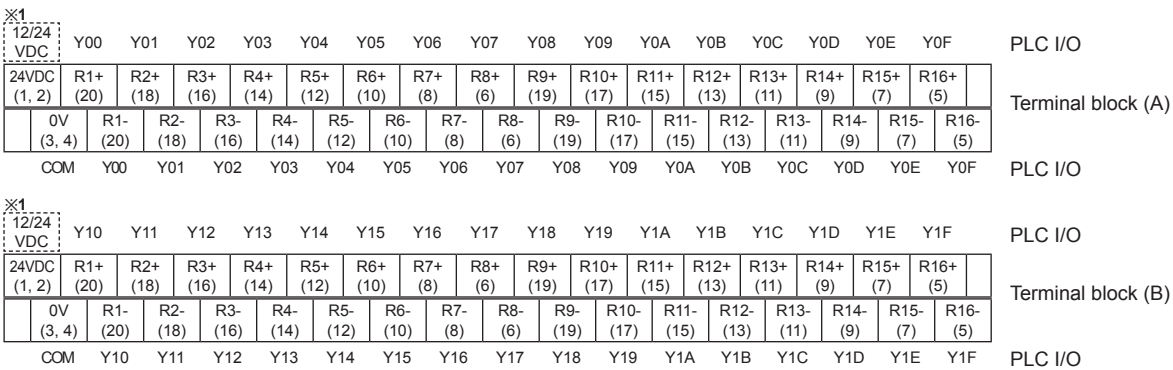 ※1
12/24 VDC Y00 Y01 Y02 Y03 Y04 Y05 Y06 Y07 Y08 Y09 Y0A Y0B Y0C Y0D Y0E Y0F PLC I/O
24VDC R1+ R2+ R3+ R4+ R5+ R6+ R7+ R8+ R9+ R10+ R11+ R12+ R13+ R14+ R15+ R16+
(1, 2) (20) (18) (16) (14) (12) (10) (8) (6) (19) (17) (15) (13) (11) (9) (7) (5)
Terminal block (A)
0V R1- R2- R3- R4- R5- R6- R7- R8- R9- R10- R11- R12- R13- R14- R15- R16-
(3, 4) (20) (18) (16) (14) (12) (10) (8) (6) (19) (17) (15) (13) (11) (9) (7) (5)
COM Y00 Y01 Y02 Y03 Y04 Y05 Y06 Y07 Y08 Y09 Y0A Y0B Y0C Y0D Y0E Y0F PLC I/O
※1
12/24 VDC Y10 Y11 Y12 Y13 Y14 Y15 Y16 Y17 Y18 Y19 Y1A Y1B Y1C Y1D Y1E Y1F PLC I/O
24VDC R1+ R2+ R3+ R4+ R5+ R6+ R7+ R8+ R9+ R10+ R11+ R12+ R13+ R14+ R15+ R16+
(1, 2) (20) (18) (16) (14) (12) (10) (8) (6) (19) (17) (15) (13) (11) (9) (7) (5)
Terminal block (B)
0V R1- R2- R3- R4- R5- R6- R7- R8- R9- R10- R11- R12- R13- R14- R15- R16-
(3, 4) (20) (18) (16) (14) (12) (10) (8) (6) (19) (17) (15) (13) (11) (9) (7) (5)
COM Y10 Y11 Y12 Y13 Y14 Y15 Y16 Y17 Y18 Y19 Y1A Y1B Y1C Y1D Y1E Y1F PLC I/O